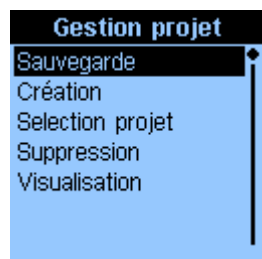 Gestion projet
Sauvegarde
Création
Selection projet
Suppression
Visualisation